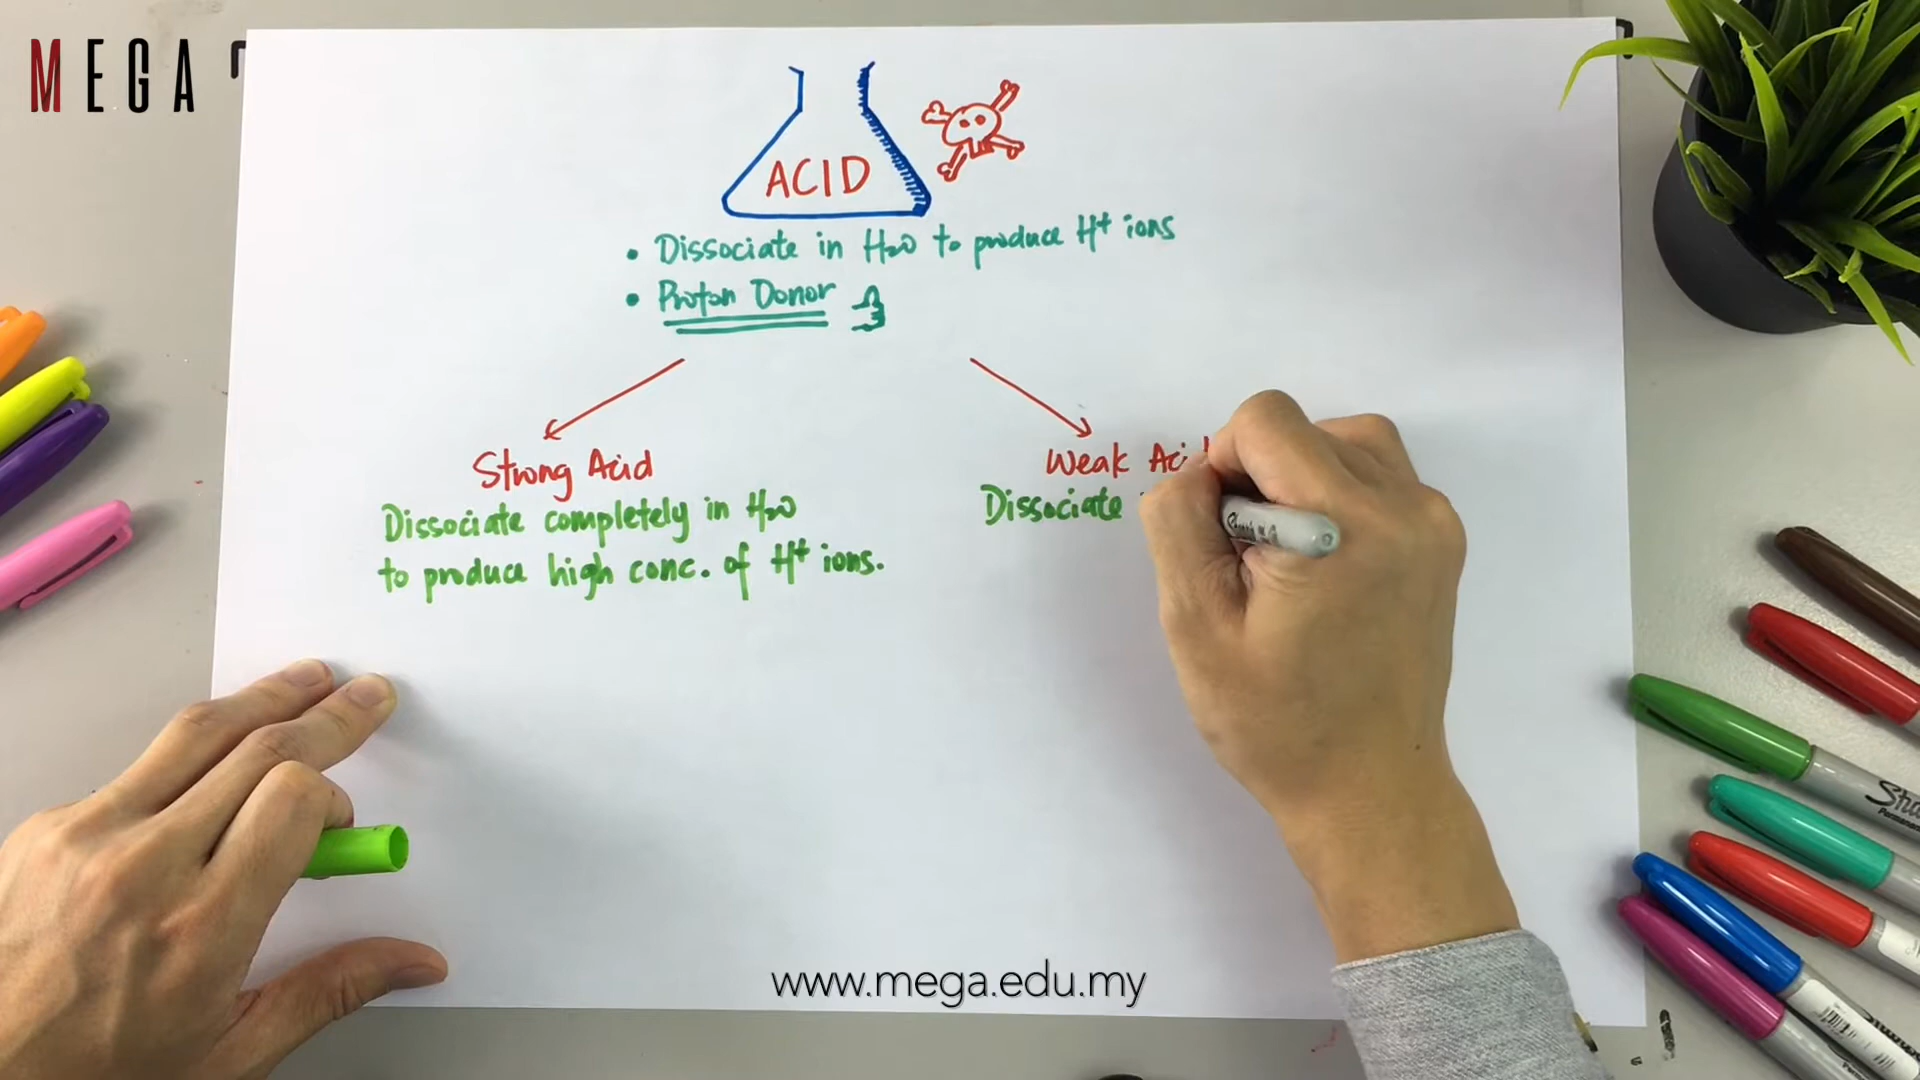 MEGA
ACID
• Dissociate in H₂O to produce H⁺ ions
• Proton Donor
Strong Acid
Weak Aci
Dissociate completely in H₂O
to produce high conc. of H⁺ ions.
Dissociate
www.mega.edu.my